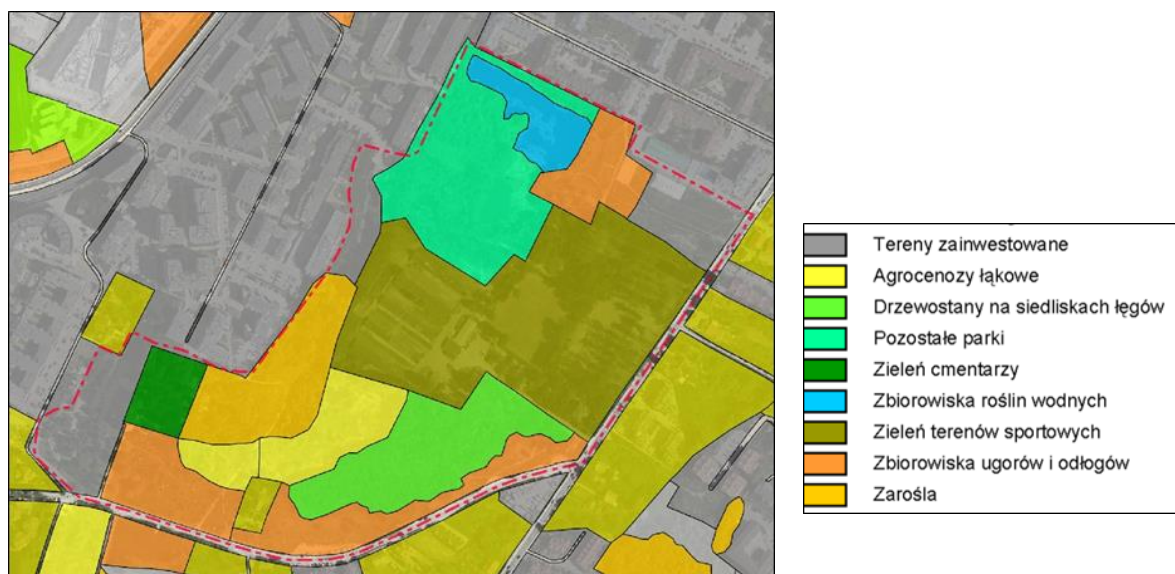 Tereny zainwestowane
Agrocenozy łąkowe
Drzewostany na siedliskach łęgów
Pozostałe parki
Zieleń cmentarzy
Zbiorowiska roślin wodnych
Zieleń terenów sportowych
Zbiorowiska ugorów i odłogów
Zarośla